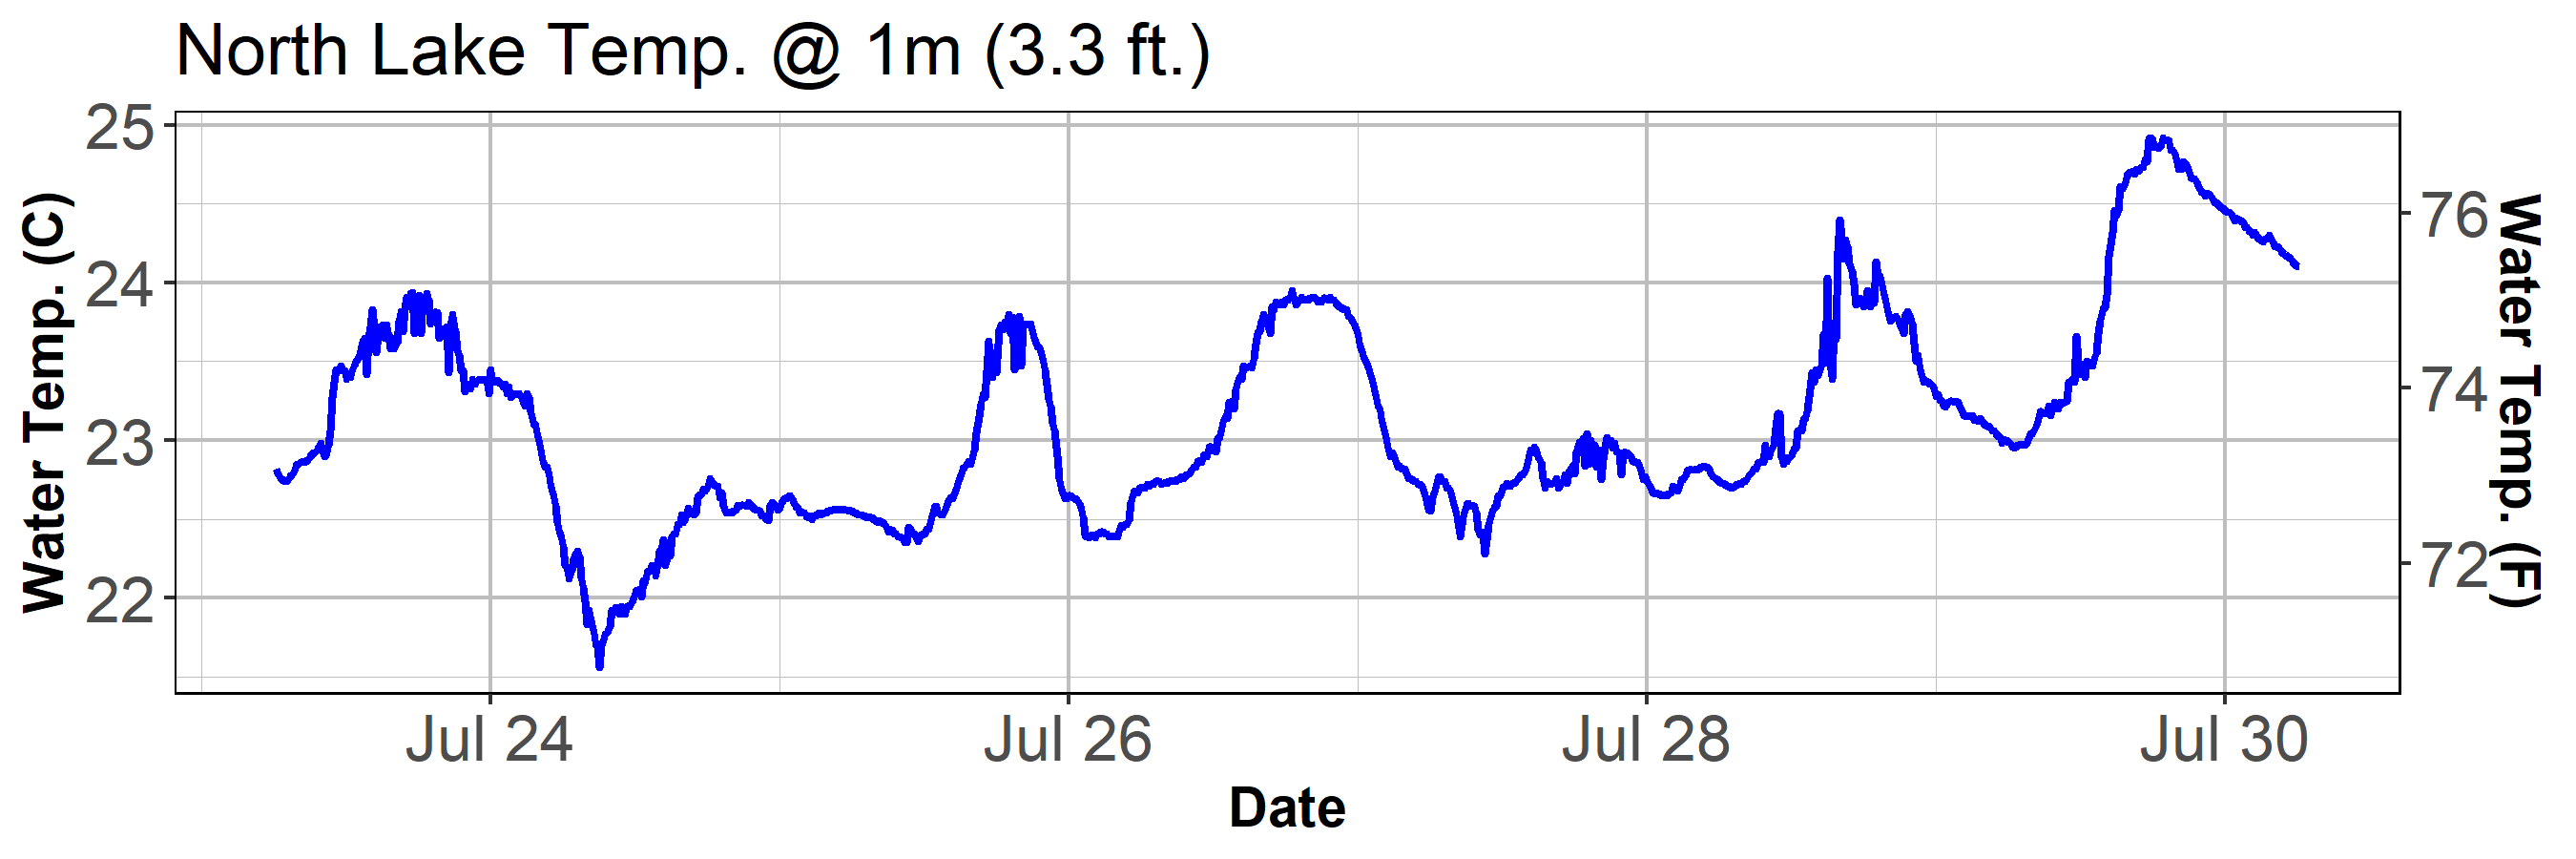 North Lake Temp. @ 1m (3.3 ft.)
Water Temp. (C)
25
24
23
22
76
74
72
Water Temp. (F)
Jul 24
Jul 26
Jul 28
Jul 30
Date